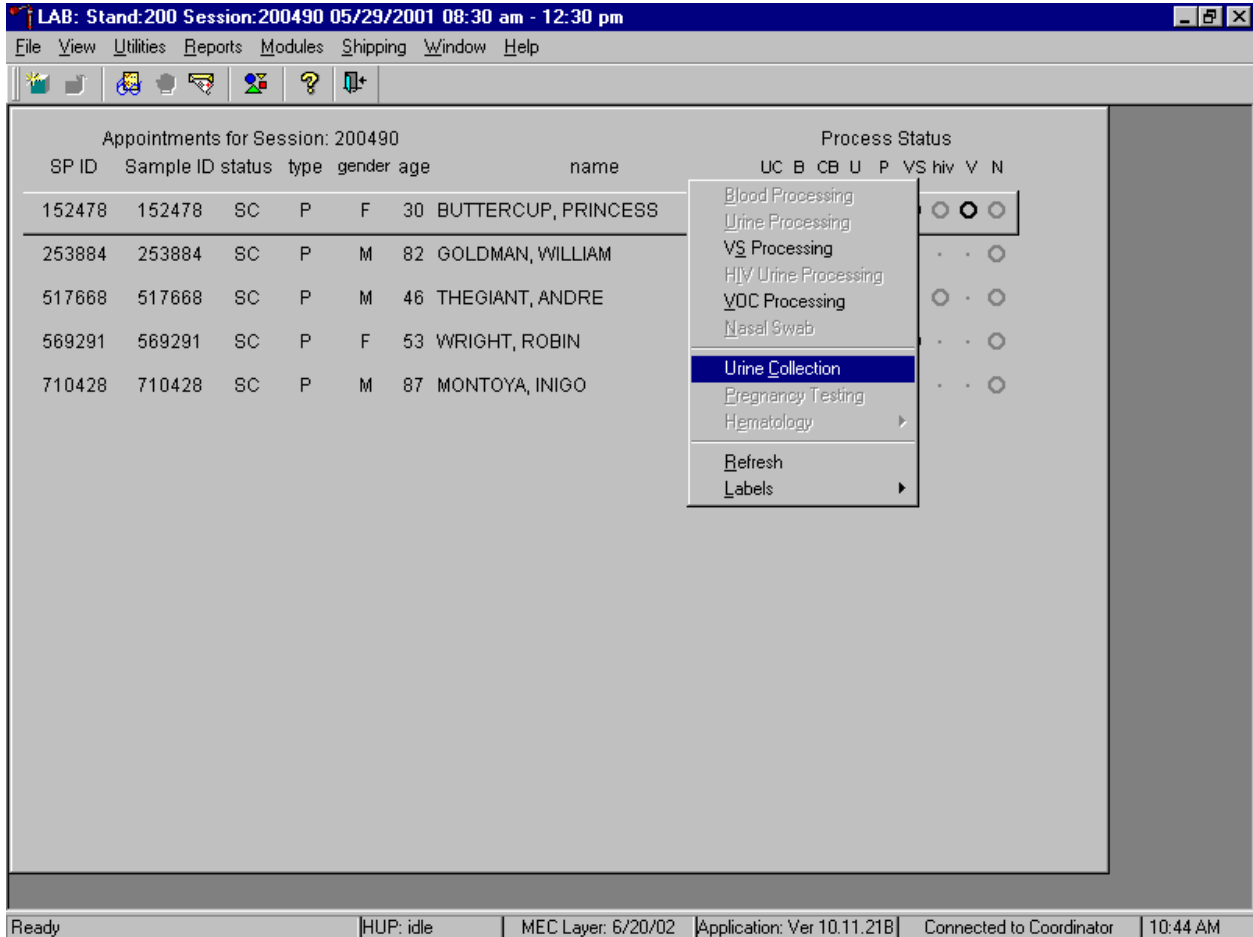 LAB: Stand:200 Session:200490 05/29/2001 08:30 am - 12:30 pm
File View Utilities Reports Modules Shipping Window Help
Appointments for Session: 200490 Process Status
SP ID Sample ID status type gender age name UC B CB U P VS hiv V N
152478 152478 SC P F 30 BUTTERCUP, PRINCESS
253884 253884 SC P M 82 GOLDMAN, WILLIAM
517668 517668 SC P M 46 THEGIANT, ANDRE
569291 569291 SC P F 53 WRIGHT, ROBIN
710428 710428 SC P M 87 MONTOYA, INIGO
Blood Processing
Urine Processing
VS Processing
HIV Urine Processing
VOC Processing
Nasal Swab
Urine Collection
Pregnancy Testing
Hematology
Refresh
Labels
Ready HUP: idle MEC Layer: 6/20/02 Application: Ver 10.11.21B Connected to Coordinator 10:44 AM